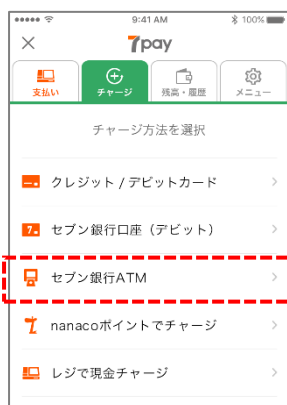 9:41 AM
100%
7pay
支払い
チャージ
残高・履歴
メニュー
チャージ方法を選択
クレジット / デビットカード
セブン銀行口座（デビット）
セブン銀行ATM
nanacoポイントでチャージ
レジで現金チャージ